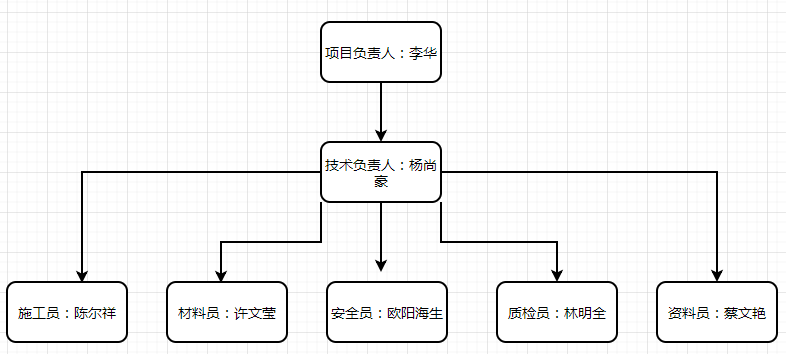 项目负责人：李华
技术负责人：杨尚
豪
施工员：陈尔祥
材料员：许文莹
安全员：欧阳海生
质检员：林明全
资料员：蔡文艳